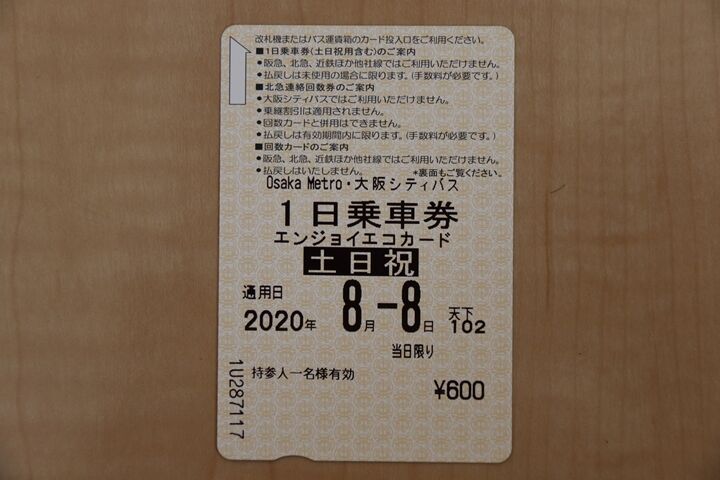 改札機またはバス運賃箱のカード投入口をご利用ください。
■1日乗車券(土日祝用含む)のご案内
●阪急、北急、近鉄ほか他社線ではご利用いただけません。
●払戻しは未使用の場合に限ります。(手数料が必要です。)
■北急連絡回数券のご案内
●大阪シティバスではご利用いただけません。
●乗継割引は適用されません。
●回数カードと併用はできません。
●払戻しは有効期間内に限ります。(手数料が必要です。)
■回数カードのご案内
●阪急、北急、近鉄ほか他社線ではご利用いただけません。
●払戻しはいたしません。 *裏面もご覧ください。
Osaka Metro・大阪シティバス
1日乗車券
エンジョイエコカード
土日祝
通用日
2020年 8月-8日 天下102
当日限り
持参人一名様有効
¥600
1U287117